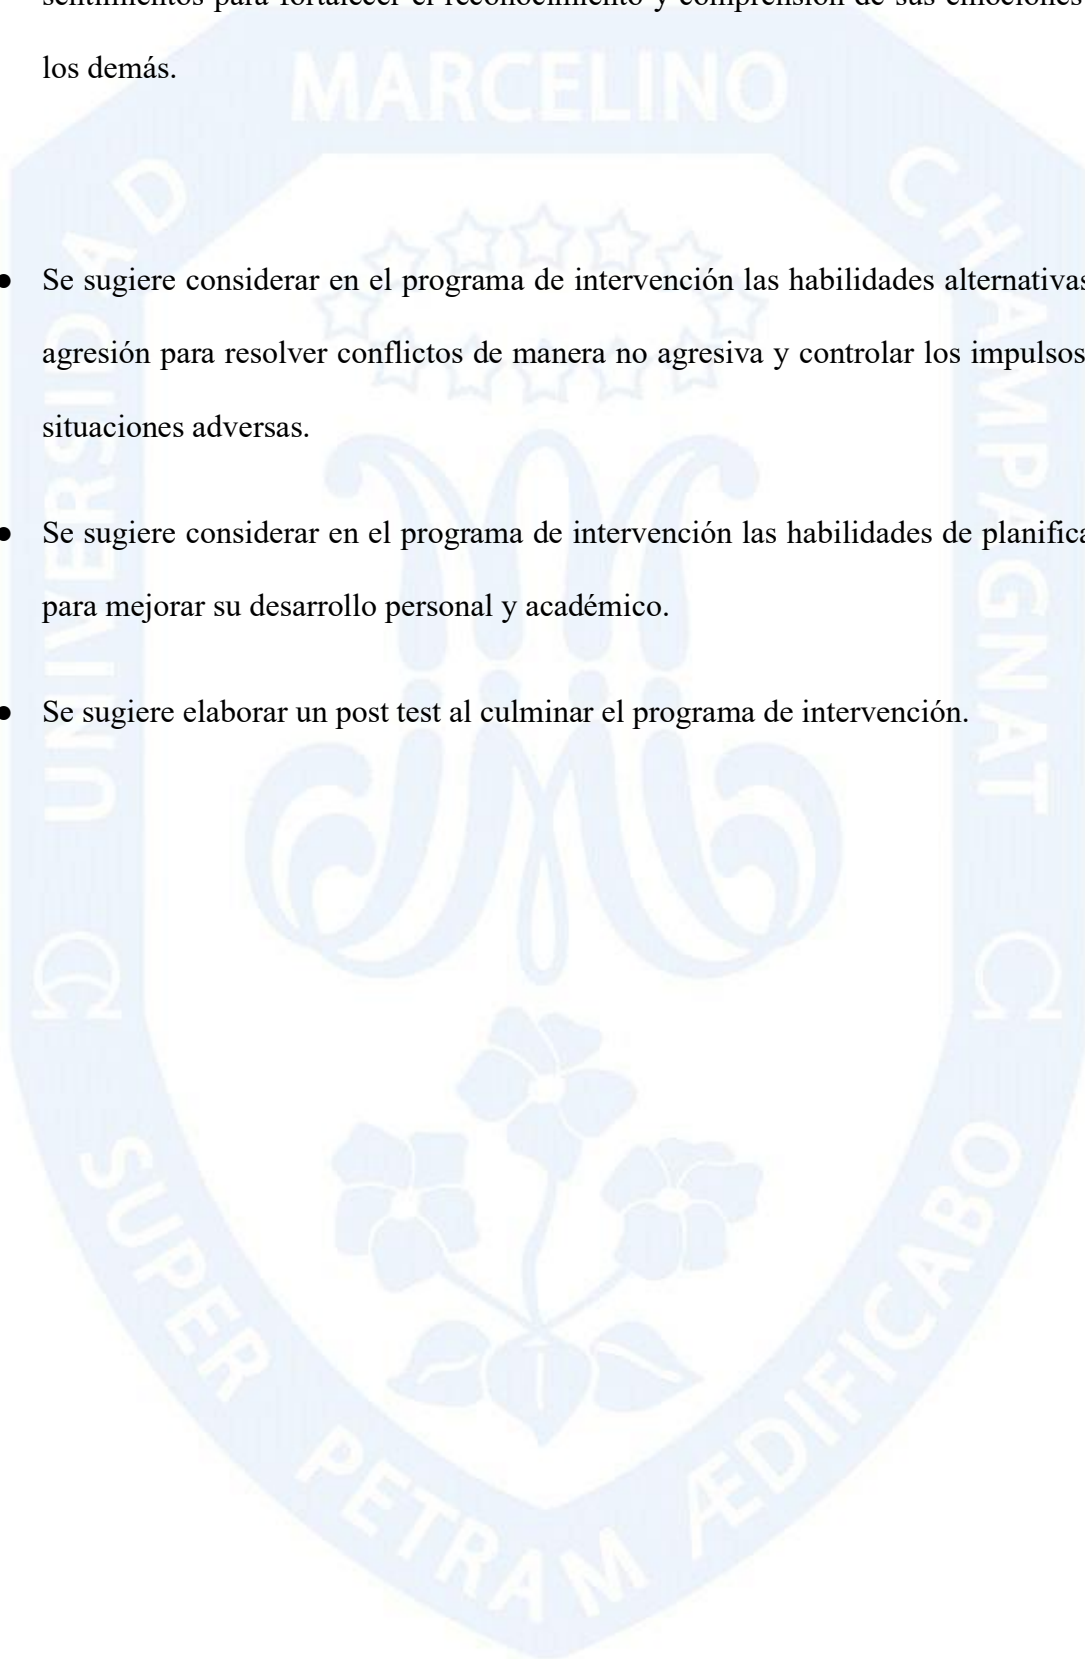 sentimientos para fortalecer el reconocimiento y comprensión de sus emociones
los demás.
● Se sugiere considerar en el programa de intervención las habilidades alternativas
agresión para resolver conflictos de manera no agresiva y controlar los impulsos
situaciones adversas.
● Se sugiere considerar en el programa de intervención las habilidades de planifica
para mejorar su desarrollo personal y académico.
● Se sugiere elaborar un post test al culminar el programa de intervención.
UNIVERSIDAD
MARCELINO
CHAMPAGNAT
SUPER PETRAM ÆDIFICABO